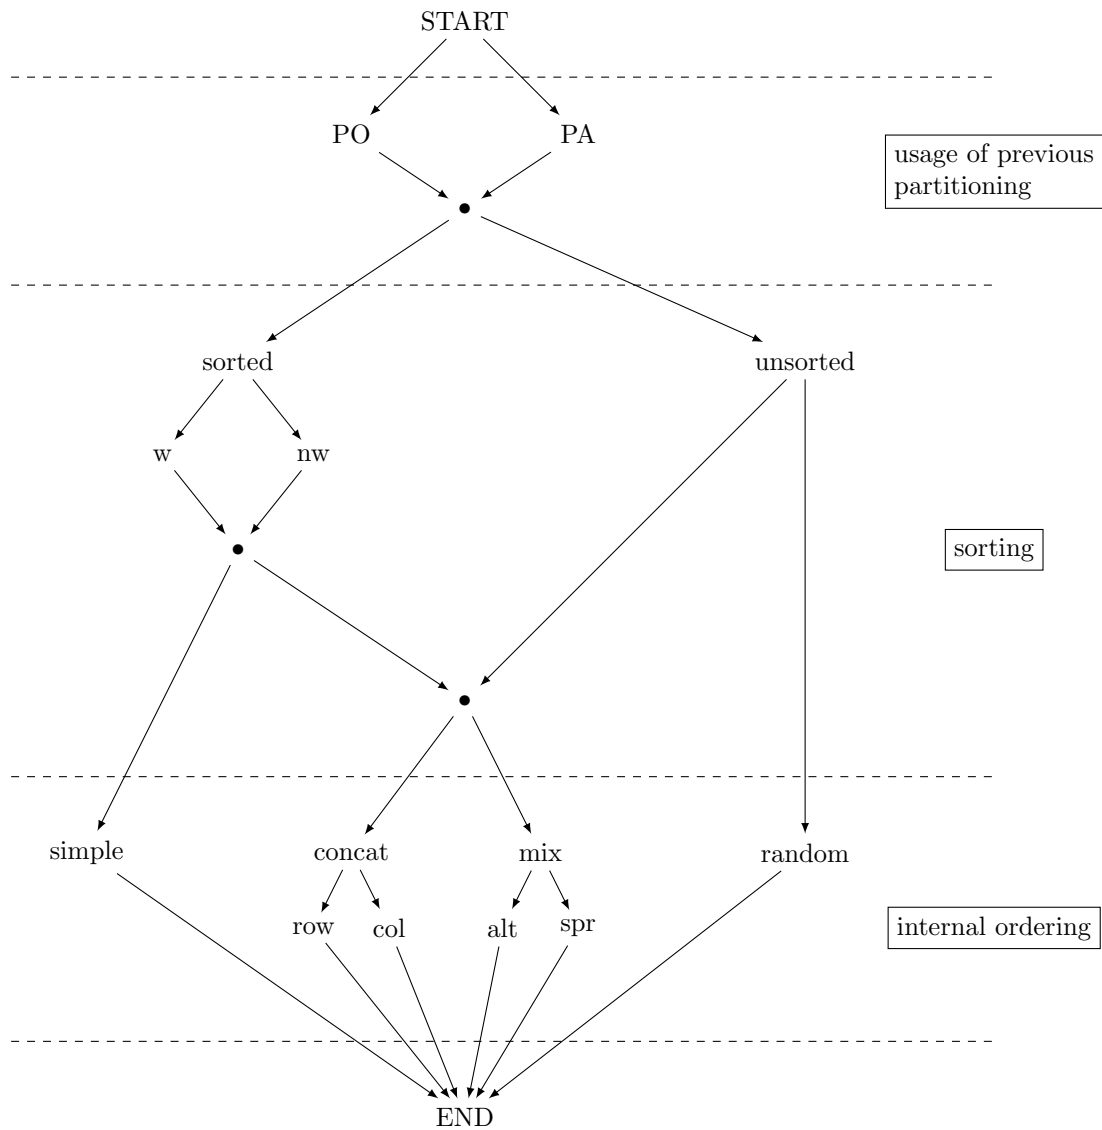 START
PO
PA
usage of previous
partitioning
sorted
unsorted
w
nw
sorting
simple
concat
mix
random
row
col
alt
spr
internal ordering
END